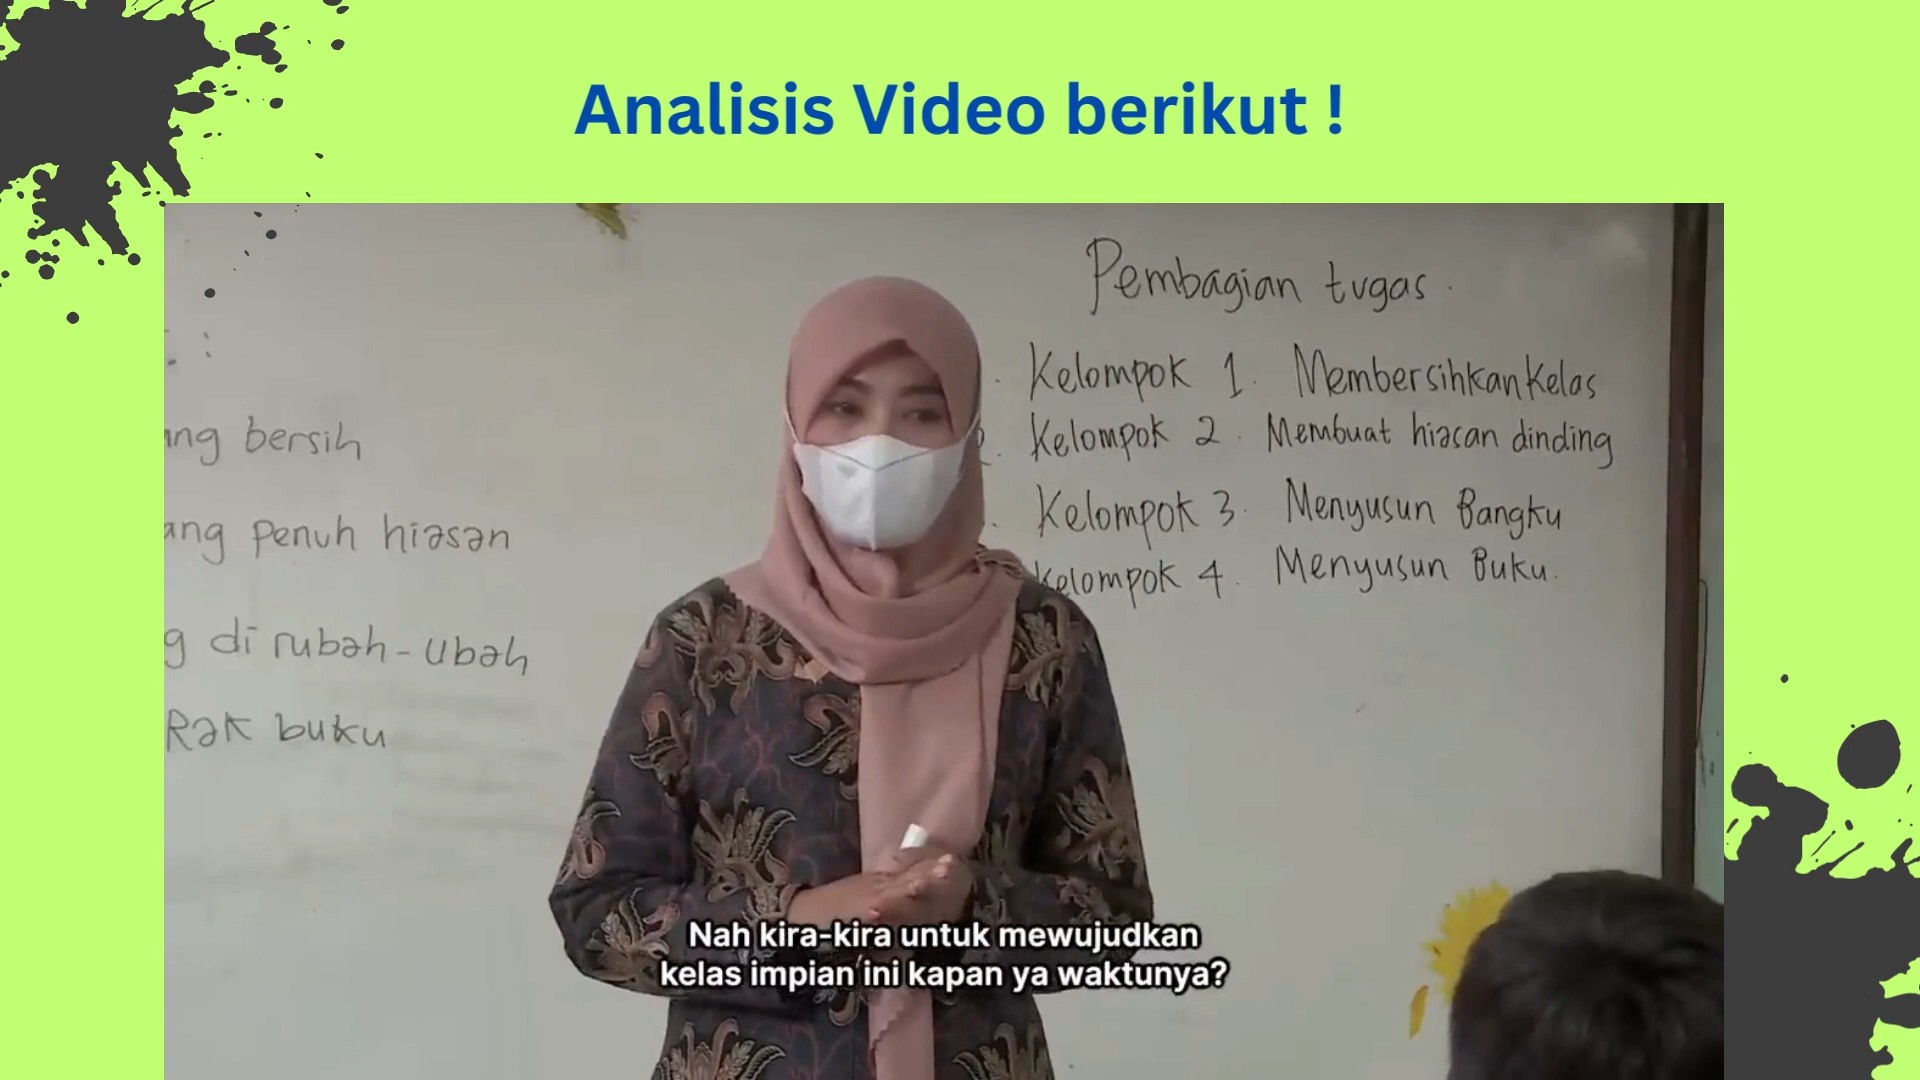 Analisis Video berikut !
bersih
penuh hiasan
di rubah-ubah
Rak buku
Pembagian tugas.
Kelompok 1. Membersihkan Kelas
Kelompok 2. Membuat hiasan dinding
Kelompok 3. Menyusun Bangku
Kelompok 4. Menyusun Buku.
Nah kira-kira untuk mewujudkan
kelas impian ini kapan ya waktunya?